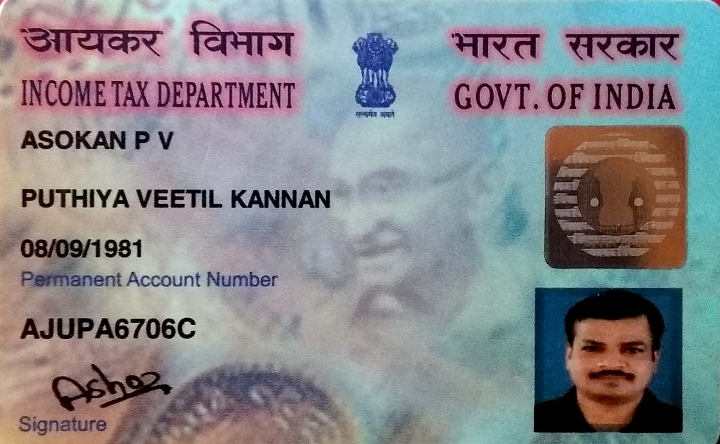 आयकर विभाग
INCOME TAX DEPARTMENT
सत्यमेव जयते
भारत सरकार
GOVT. OF INDIA
ASOKAN P V
PUTHIYA VEETIL KANNAN
08/09/1981
Permanent Account Number
AJUPA6706C
Signature